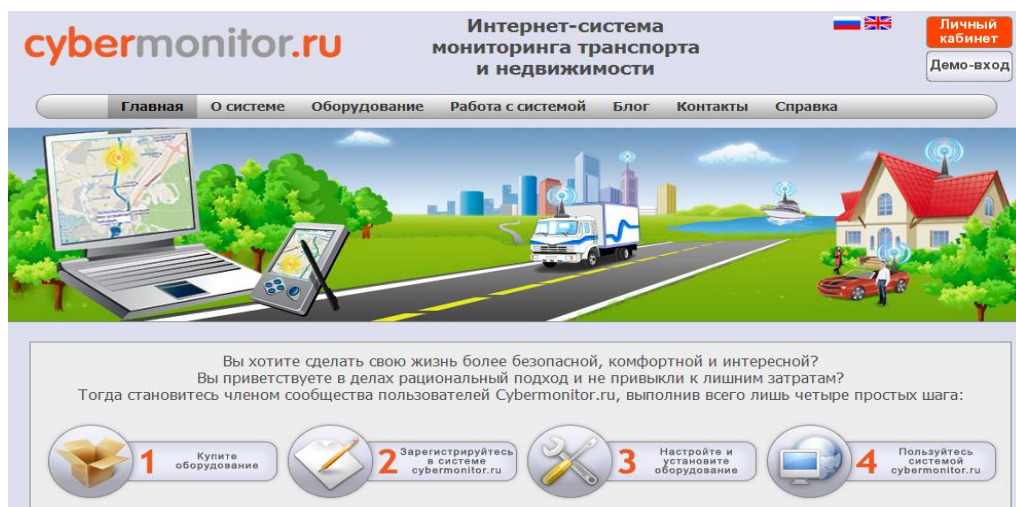 cybermonitor.ru
Интернет-система
мониторинга транспорта
и недвижимости
Личный
кабинет
Демо-вход
Главная О системе Оборудование Работа с системой Блог Контакты Справка
Вы хотите сделать свою жизнь более безопасной, комфортной и интересной?
Вы приветствуете в делах рациональный подход и не привыкли к лишним затратам?
Тогда становитесь членом сообщества пользователей Cybermonitor.ru, выполнив всего лишь четыре простых шага:
1
Купите
оборудование
2
Зарегистрируйтесь
в системе
cybermonitor.ru
3
Настройте и
установите
оборудование
4
Пользуйтесь
системой
cybermonitor.ru